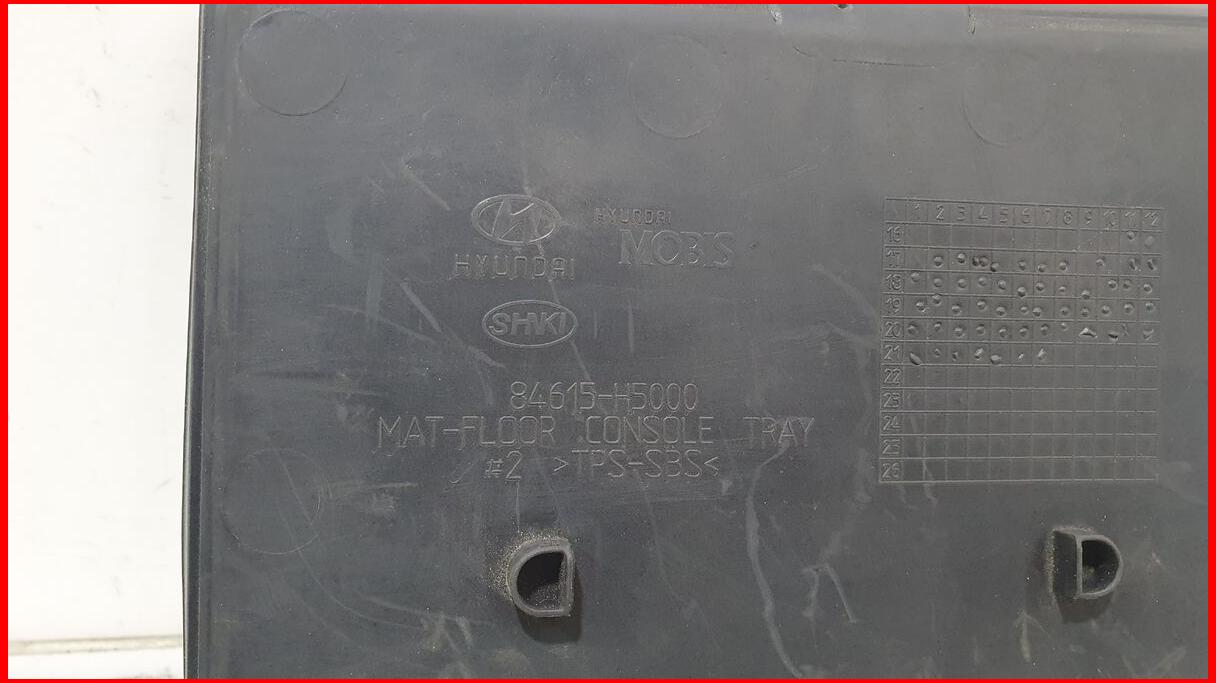 HYUNDAI
HYUNDAI
MOBIS
SHKI
84615-H5000
MAT-FLOOR CONSOLE TRAY
#2 >TPS-SBS<
1 2 3 4 5 6 7 8 9 10 11 12
16
17
18
19
20
21
22
23
24
25
26